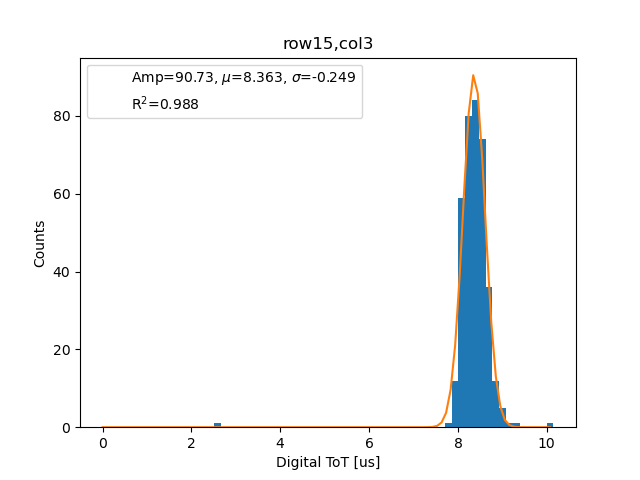 row15,col3
Amp=90.73, μ=8.363, σ=-0.249
R²=0.988
Counts
80
60
40
20
0
0 2 4 6 8 10
Digital ToT [us]